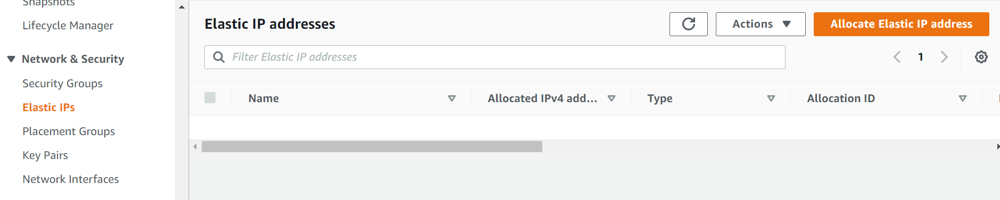 Snapshots
Lifecycle Manager
Network & Security
Security Groups
Elastic IPs
Placement Groups
Key Pairs
Network Interfaces
Elastic IP addresses
Actions
Allocate Elastic IP address
Filter Elastic IP addresses
1
Name
Allocated IPv4 add...
Type
Allocation ID